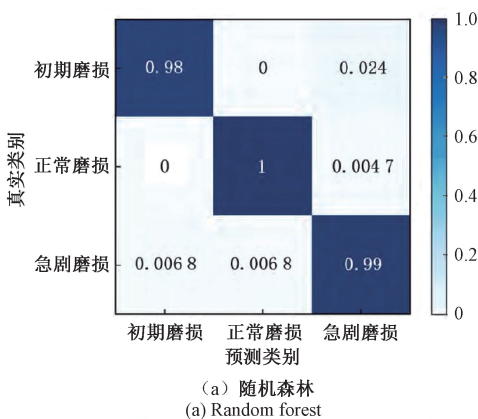 1.0
初期磨损 0.98 0 0.024
0.8
0.6
真实类别
正常磨损 0 1 0.004 7
0.4
0.2
急剧磨损 0.006 8 0.006 8 0.99
0
初期磨损 正常磨损 急剧磨损
预测类别
（a）随机森林
(a) Random forest